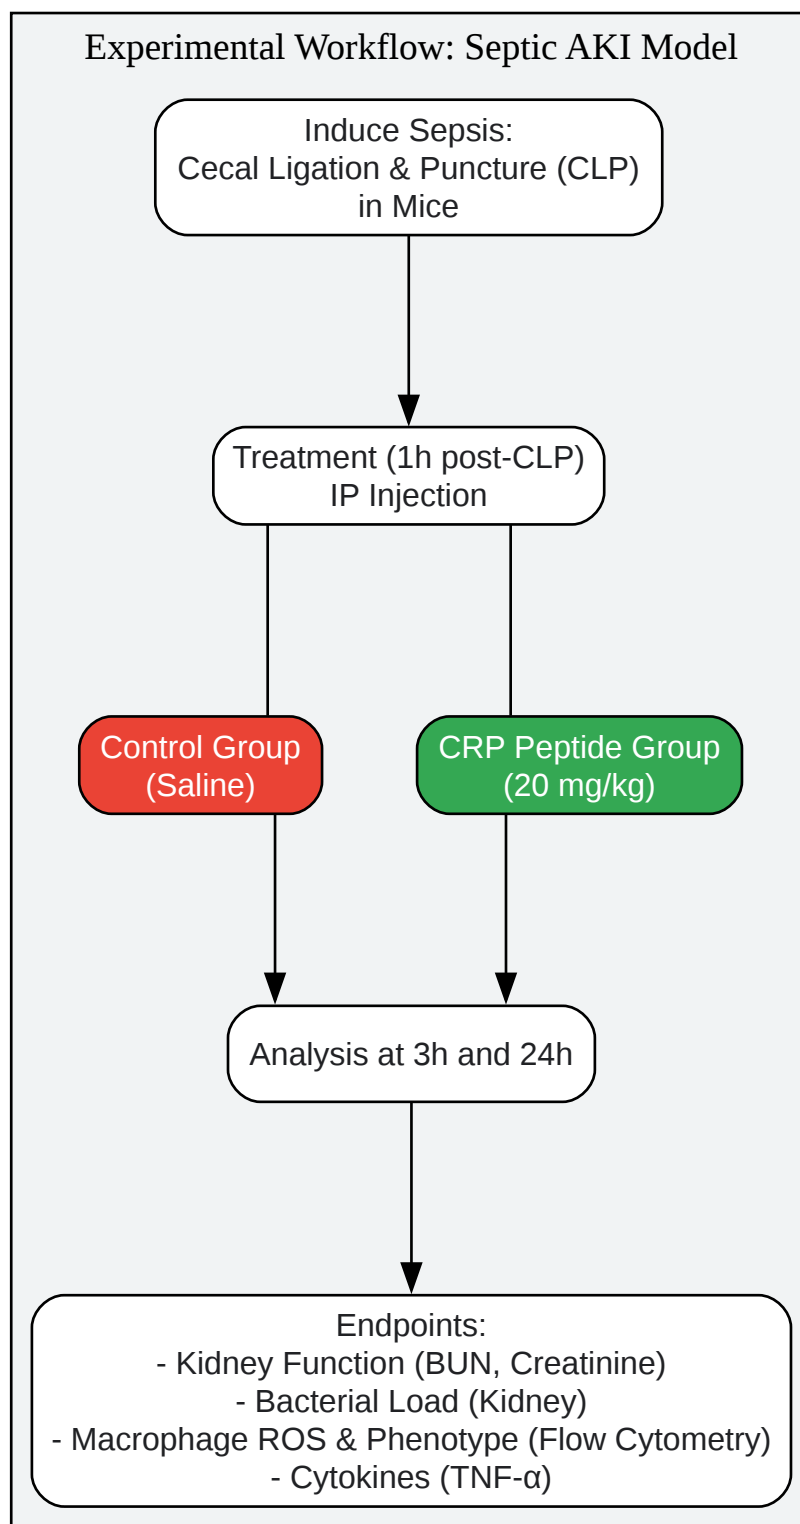 Experimental Workflow: Septic AKI Model
Induce Sepsis:
Cecal Ligation & Puncture (CLP)
in Mice
Treatment (1h post-CLP)
IP Injection
Control Group
(Saline)
CRP Peptide Group
(20 mg/kg)
Analysis at 3h and 24h
Endpoints:
- Kidney Function (BUN, Creatinine)
- Bacterial Load (Kidney)
- Macrophage ROS & Phenotype (Flow Cytometry)
- Cytokines (TNF-α)